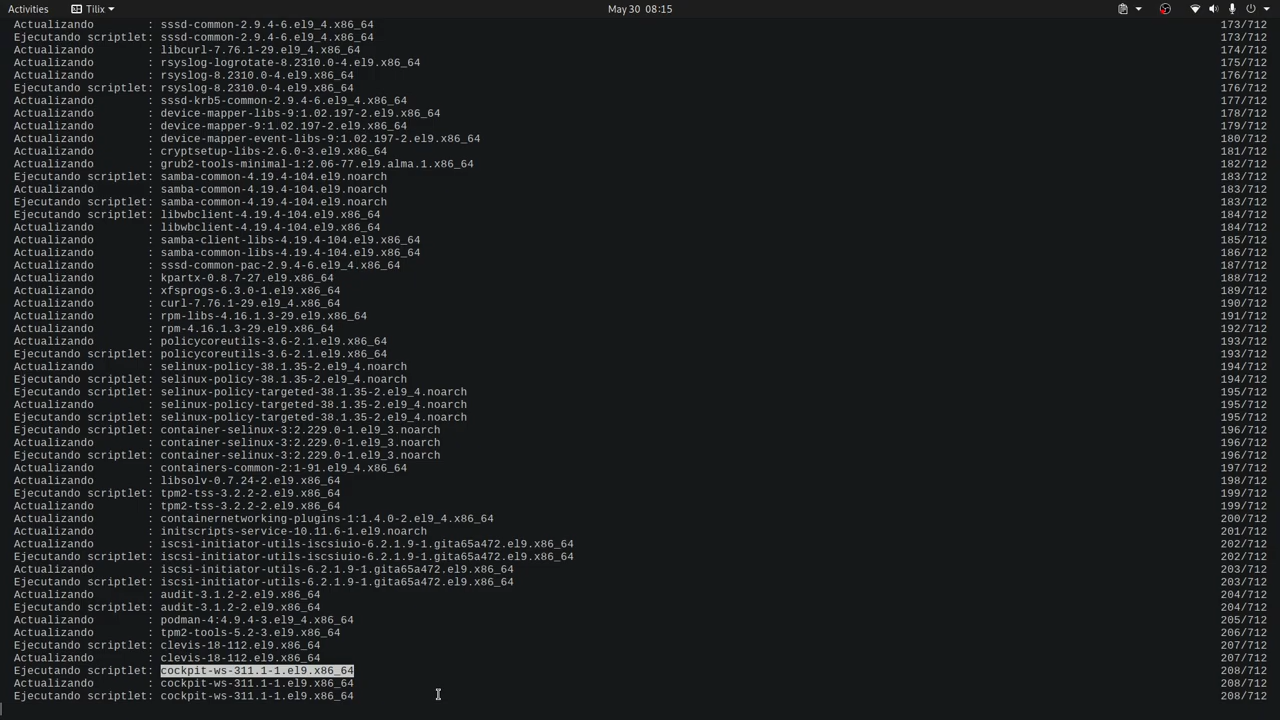 Activities Tilix May 30 08:15
Actualizando : sssd-common-2.9.4-6.el9_4.x86_64 173/712
Ejecutando scriptlet: sssd-common-2.9.4-6.el9_4.x86_64 173/712
Actualizando : libcurl-7.76.1-29.el9_4.x86_64 174/712
Actualizando : rsyslog-logrotate-8.2310.0-4.el9.x86_64 175/712
Actualizando : rsyslog-8.2310.0-4.el9.x86_64 176/712
Ejecutando scriptlet: rsyslog-8.2310.0-4.el9.x86_64 176/712
Actualizando : sssd-krb5-common-2.9.4-6.el9_4.x86_64 177/712
Actualizando : device-mapper-libs-9:1.02.197-2.el9.x86_64 178/712
Actualizando : device-mapper-9:1.02.197-2.el9.x86_64 179/712
Actualizando : device-mapper-event-libs-9:1.02.197-2.el9.x86_64 180/712
Actualizando : cryptsetup-libs-2.6.0-3.el9.x86_64 181/712
Actualizando : grub2-tools-minimal-1:2.06-77.el9.alma.1.x86_64 182/712
Ejecutando scriptlet: samba-common-4.19.4-104.el9.noarch 183/712
Actualizando : samba-common-4.19.4-104.el9.noarch 183/712
Ejecutando scriptlet: samba-common-4.19.4-104.el9.noarch 183/712
Ejecutando scriptlet: libwbclient-4.19.4-104.el9.x86_64 184/712
Actualizando : libwbclient-4.19.4-104.el9.x86_64 184/712
Actualizando : samba-client-libs-4.19.4-104.el9.x86_64 185/712
Actualizando : samba-common-libs-4.19.4-104.el9.x86_64 186/712
Actualizando : sssd-common-pac-2.9.4-6.el9_4.x86_64 187/712
Actualizando : kpartx-0.8.7-27.el9.x86_64 188/712
Actualizando : xfsprogs-6.3.0-1.el9.x86_64 189/712
Actualizando : curl-7.76.1-29.el9_4.x86_64 190/712
Actualizando : rpm-libs-4.16.1.3-29.el9.x86_64 191/712
Actualizando : rpm-4.16.1.3-29.el9.x86_64 192/712
Actualizando : policycoreutils-3.6-2.1.el9.x86_64 193/712
Ejecutando scriptlet: policycoreutils-3.6-2.1.el9.x86_64 193/712
Actualizando : selinux-policy-38.1.35-2.el9_4.noarch 194/712
Ejecutando scriptlet: selinux-policy-38.1.35-2.el9_4.noarch 194/712
Ejecutando scriptlet: selinux-policy-targeted-38.1.35-2.el9_4.noarch 195/712
Actualizando : selinux-policy-targeted-38.1.35-2.el9_4.noarch 195/712
Ejecutando scriptlet: selinux-policy-targeted-38.1.35-2.el9_4.noarch 195/712
Ejecutando scriptlet: container-selinux-3:2.229.0-1.el9_3.noarch 196/712
Actualizando : container-selinux-3:2.229.0-1.el9_3.noarch 196/712
Ejecutando scriptlet: container-selinux-3:2.229.0-1.el9_3.noarch 196/712
Actualizando : containers-common-2:1-91.el9_4.x86_64 197/712
Actualizando : libsolv-0.7.24-2.el9.x86_64 198/712
Ejecutando scriptlet: tpm2-tss-3.2.2-2.el9.x86_64 199/712
Actualizando : tpm2-tss-3.2.2-2.el9.x86_64 199/712
Actualizando : containernetworking-plugins-1:1.4.0-2.el9_4.x86_64 200/712
Actualizando : initscripts-service-10.11.6-1.el9.noarch 201/712
Actualizando : iscsi-initiator-utils-iscsiuio-6.2.1.9-1.gita65a472.el9.x86_64 202/712
Ejecutando scriptlet: iscsi-initiator-utils-iscsiuio-6.2.1.9-1.gita65a472.el9.x86_64 202/712
Actualizando : iscsi-initiator-utils-6.2.1.9-1.gita65a472.el9.x86_64 203/712
Ejecutando scriptlet: iscsi-initiator-utils-6.2.1.9-1.gita65a472.el9.x86_64 203/712
Actualizando : audit-3.1.2-2.el9.x86_64 204/712
Ejecutando scriptlet: audit-3.1.2-2.el9.x86_64 204/712
Actualizando : podman-4:4.9.4-3.el9_4.x86_64 205/712
Actualizando : tpm2-tools-5.2-3.el9.x86_64 206/712
Ejecutando scriptlet: clevis-18-112.el9.x86_64 207/712
Actualizando : clevis-18-112.el9.x86_64 207/712
Ejecutando scriptlet: cockpit-ws-311.1-1.el9.x86_64 208/712
Actualizando : cockpit-ws-311.1-1.el9.x86_64 208/712
Ejecutando scriptlet: cockpit-ws-311.1-1.el9.x86_64 208/712